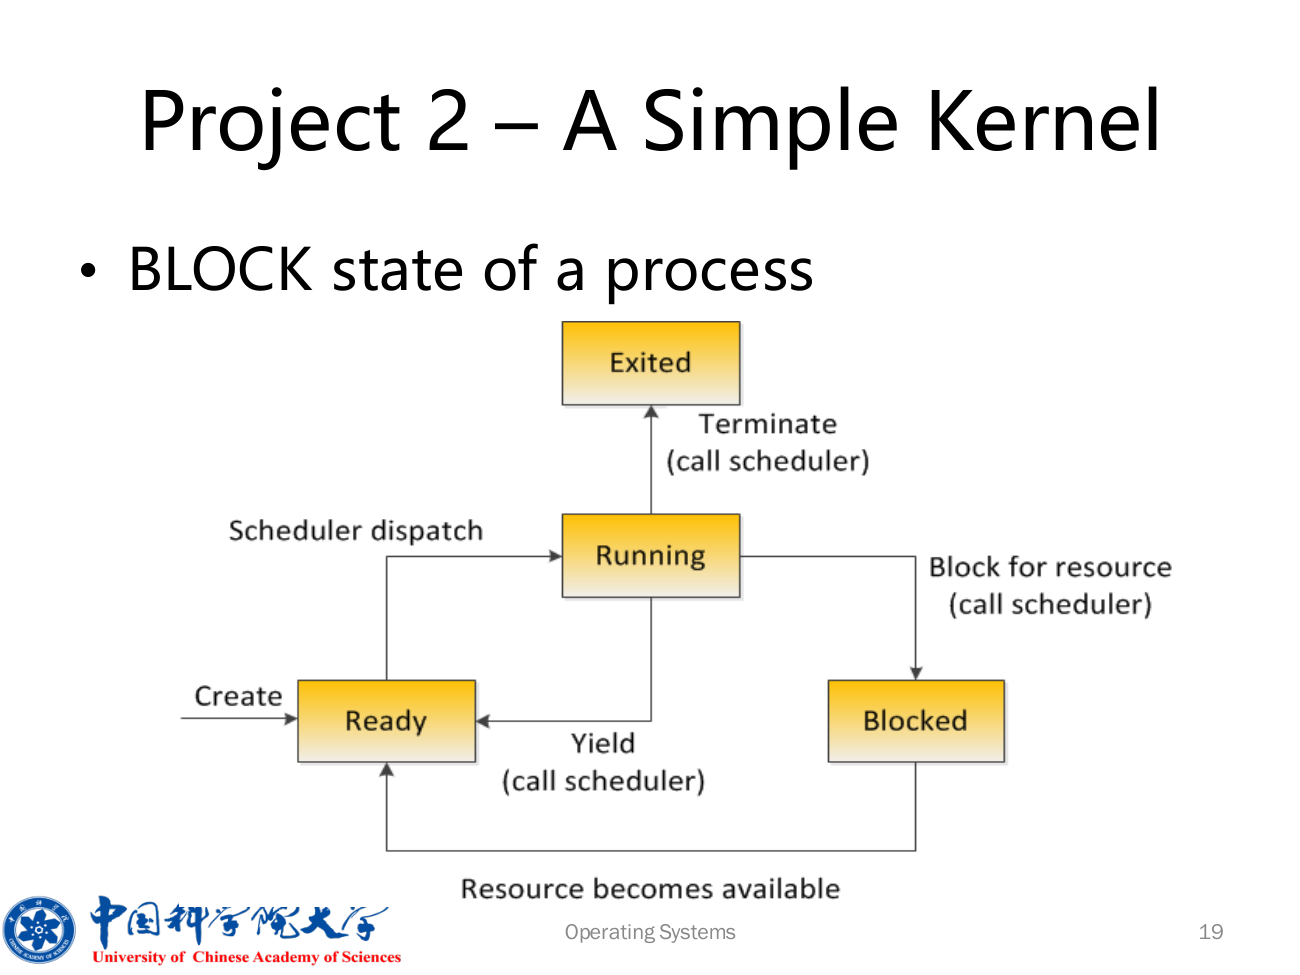 Project 2 – A Simple Kernel
• BLOCK state of a process
Exited
Terminate
(call scheduler)
Scheduler dispatch
Running
Block for resource
(call scheduler)
Create
Ready
Blocked
Yield
(call scheduler)
Resource becomes available
中国科学院大学
University of Chinese Academy of Sciences
Operating Systems
19